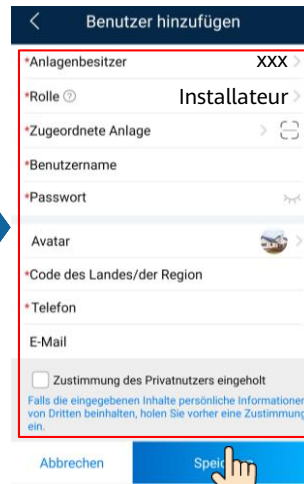 Benutzer hinzufügen
*Anlagenbesitzer XXX
*Rolle Installateur
*Zugeordnete Anlage
*Benutzername
*Passwort
Avatar
*Code des Landes/der Region
*Telefon
E-Mail
Zustimmung des Privatnutzers eingeholt
Falls die eingegebenen Inhalte persönliche Informationen
von Dritten beinhalten, holen Sie vorher eine Zustimmung
ein.
Abbrechen